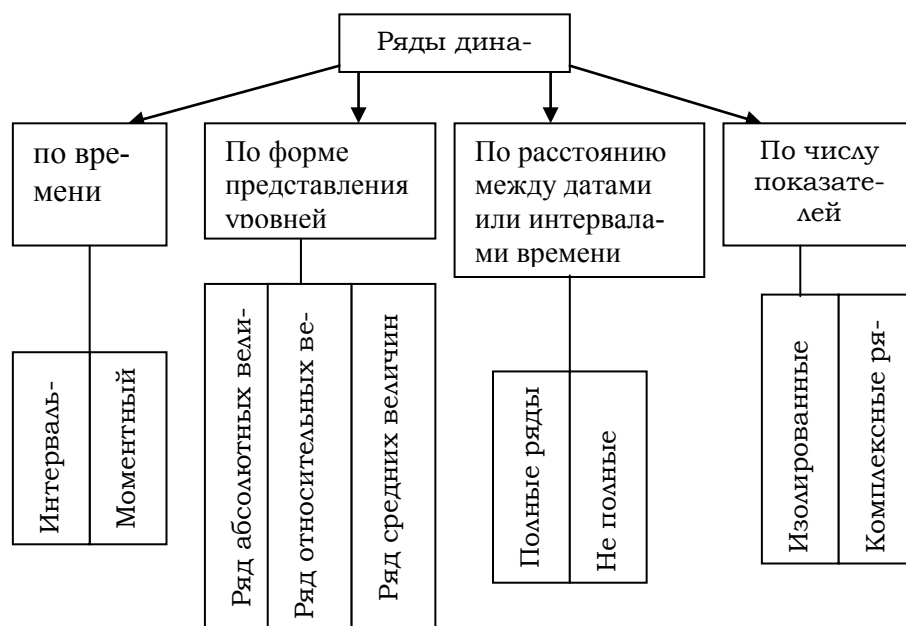 Ряды дина-
по вре-
мени
По форме
представления
уровней
По расстоянию
между датами
или интервала-
ми времени
По числу
показате-
лей
Интерваль-
Моментный
Ряд абсолютных вели-
Ряд относительных ве-
Ряд средних величин
Полные ряды
Не полные
Изолированные
Комплексные ря-